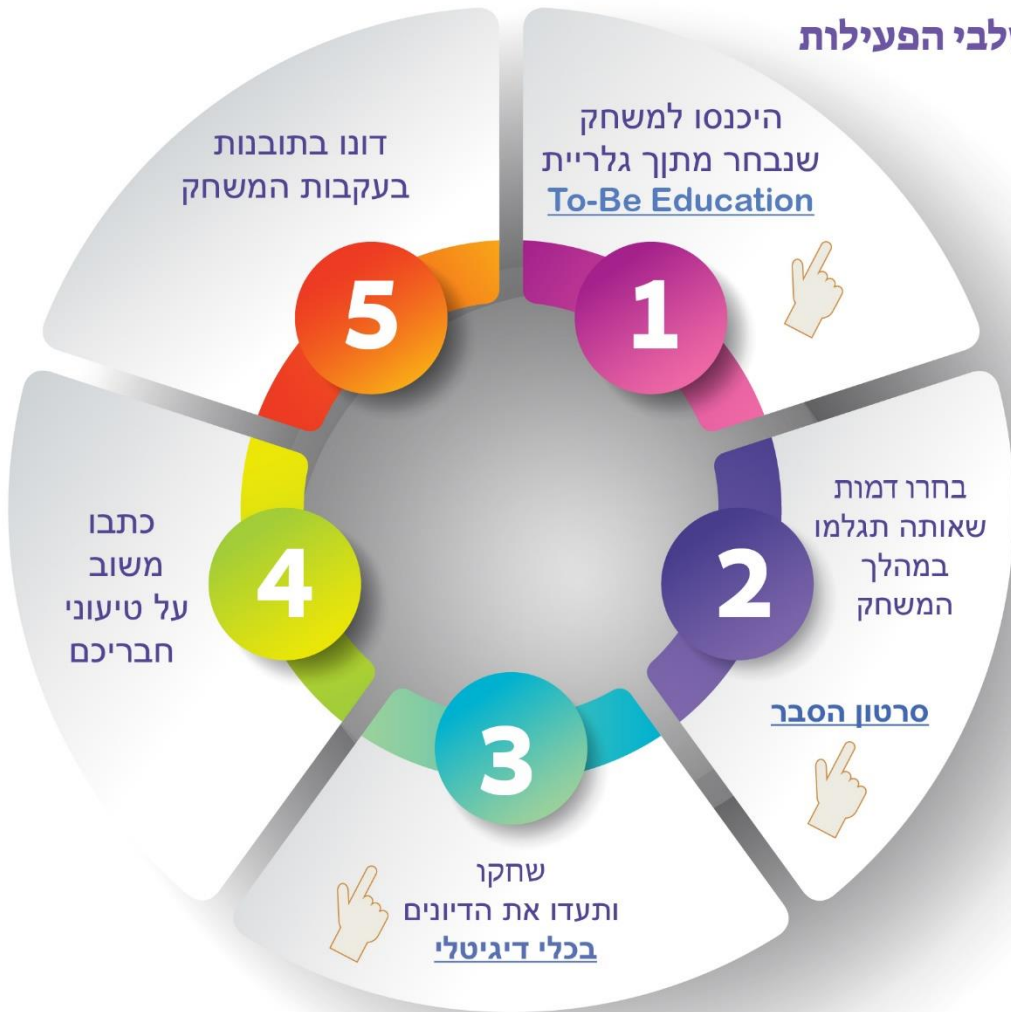 לבי הפעילות
1
היכנסו למשחק
שנבחר מתוך גלריית
To-Be Education
2
בחרו דמות
שאותה תגלמו
במהלך
המשחק
סרטון הסבר
3
שחקו
ותעדו את הדיונים
בכלי דיגיטלי
4
כתבו
משוב
על טיעוני
חבריכם
5
דונו בתובנות
בעקבות המשחק